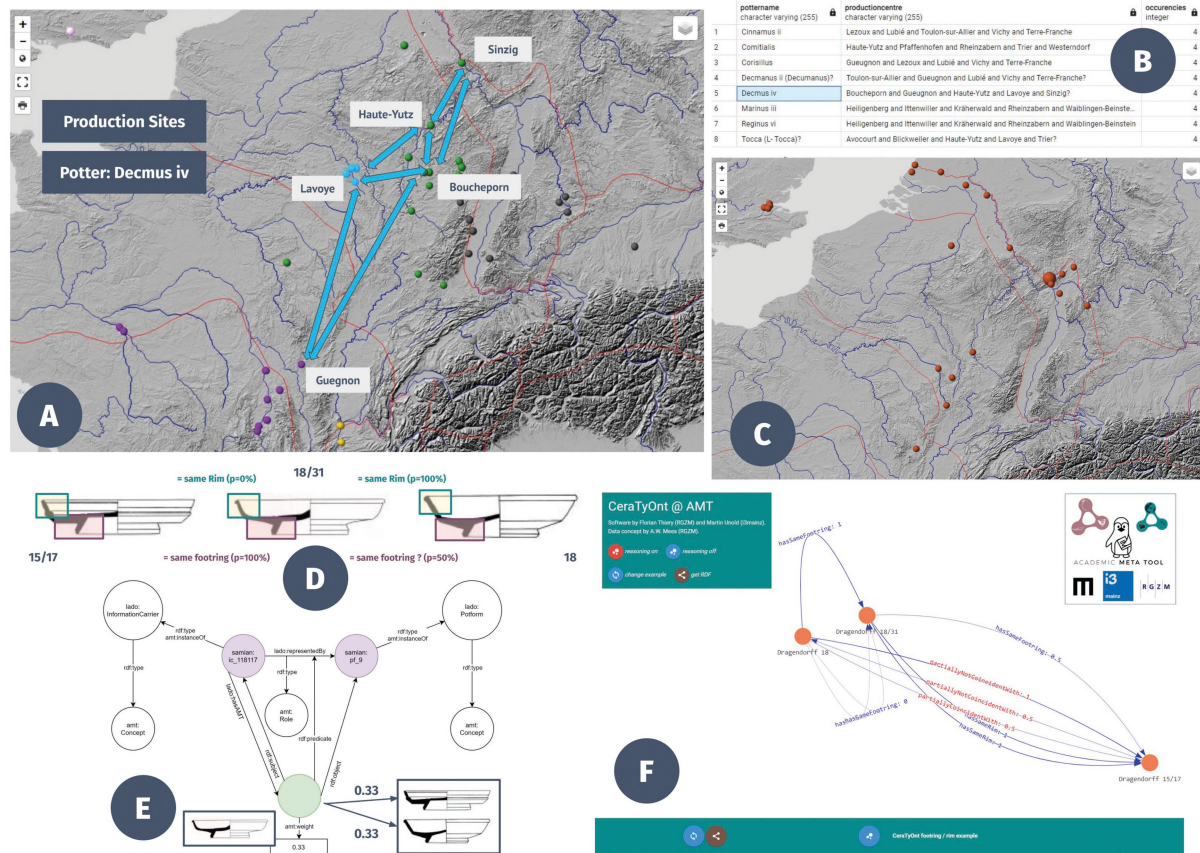 +
−
Production Sites
Potter: Decmus iv
Sinzig
Haute-Yutz
Lavoye
Boucheporn
Guegnon
A
pottername
character varying (255)
productioncentre
character varying (255)
occurencies
integer
1 Cinnamus ii Lezoux and Lubié and Toulon-sur-Allier and Vichy and Terre-Franche 4
2 Comitialis Haute-Yutz and Pfaffenhofen and Rheinzabern and Trier and Westerndorf 4
3 Corisillus Gueugnon and Lezoux and Lubié and Vichy and Terre-Franche 4
4 Decmanus ii (Decumanus)? Toulon-sur-Allier and Gueugnon and Lubié and Vichy and Terre-Franche? 4
5 Decmus iv Boucheporn and Gueugnon and Haute-Yutz and Lavoye and Sinzig? 4
6 Marinus iii Heiligenberg and Ittenwiller and Kräherwald and Rheinzabern and Waiblingen-Beinste... 4
7 Reginus vi Heiligenberg and Ittenwiller and Kräherwald and Rheinzabern and Waiblingen-Beinstein 4
8 Tocca (L- Tocca)? Avocourt and Blickweiler and Haute-Yutz and Lavoye and Trier? 4
B
+
−
C
18/31
= same Rim (p=0%)
= same Rim (p=100%)
15/17
= same footring (p=100%)
= same footring ? (p=50%)
18
D
lado:
InformationCarrier
rdf:type
amt:instanceOf
samian:
ic_118117
lado:representedBy
samian:
pf_9
rdf:type
amt:instanceOf
lado:
Potform
rdf:type
rdf:type
rdf:type
amt:
Concept
lado:hasAMT
amt:
Role
rdf:predicate
amt:
Concept
rdf:subject
rdf:object
E
0.33
0.33
amt:weight
0.33
CeraTyOnt @ AMT
Software by Florian Thiery (RGZM) and Martin Unold (i3mainz).
Data concept by A.W. Mees (RGZM).
reasoning on
reasoning off
change example
get RDF
ACADEMIC META TOOL
m
i3
mainz
RGZM
hasSameFootring: 1
Dragendorff 18/31
Dragendorff 18
hasSameFootring: 0.5
partiallyNotCoincidentWith: 1
partiallyNotCoincidentWith: 0.5
partiallyCoincidentWith: 0.5
hasSameRim: 1
hasSameRim: 1
Dragendorff 15/17
F
CeraTyOnt footring / rim example